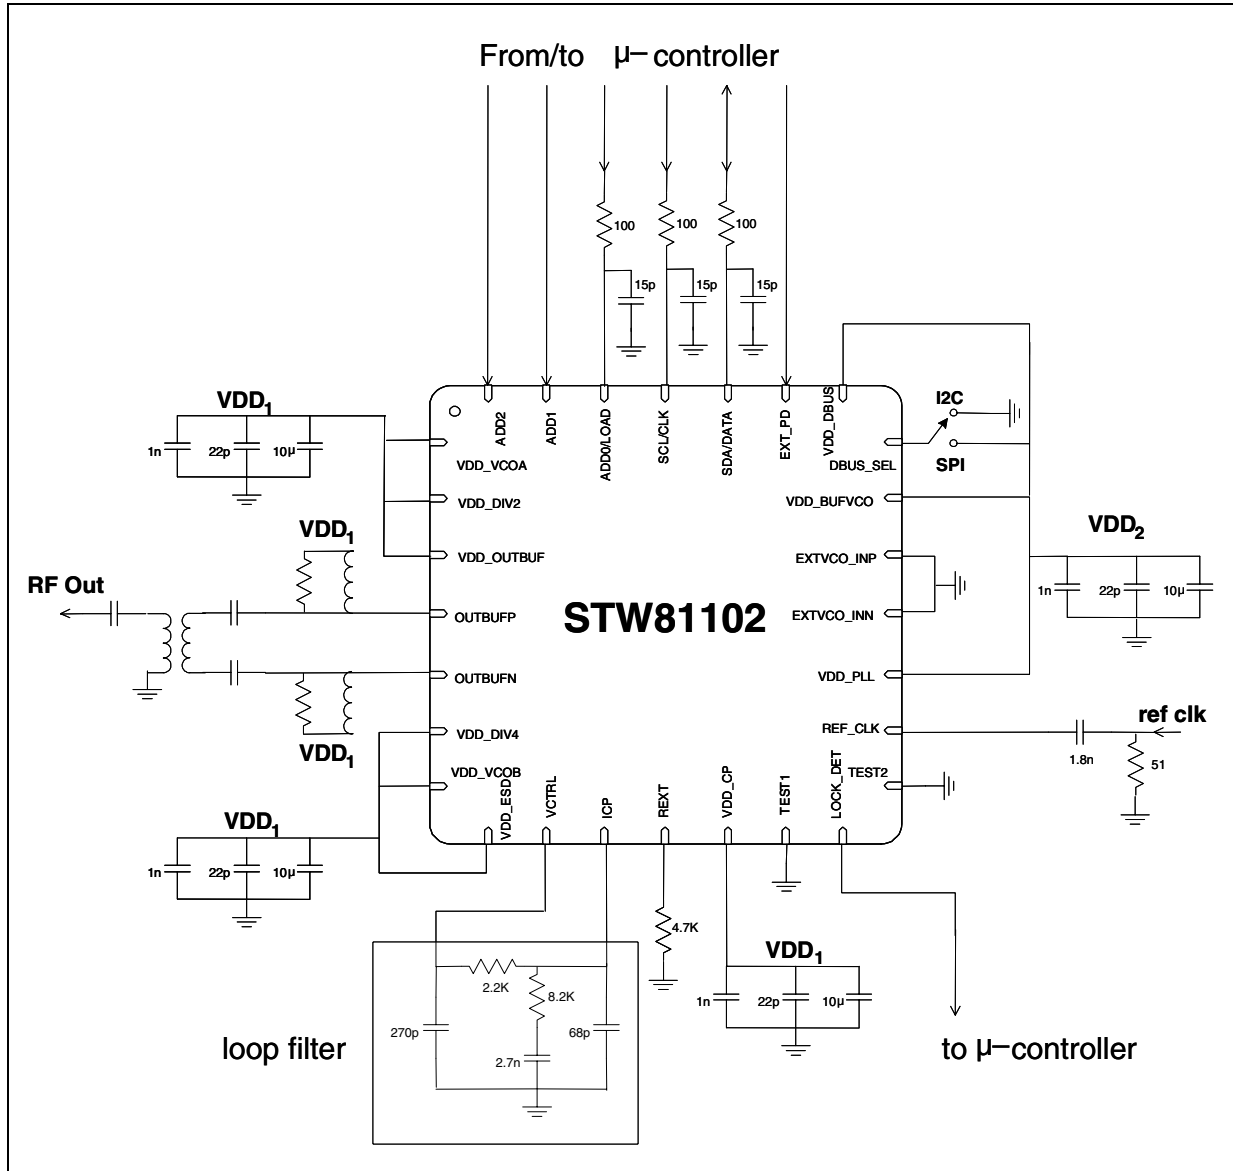 From/to µ-controller
100
100
100
15p
15p
15p
VDD1
1n
22p
10µ
ADD2
ADD1
ADD0/LOAD
SCL/CLK
SDA/DATA
EXT_PD
VDD_DBUS
I2C
SPI
DBUS_SEL
VDD_VCOA
VDD_DIV2
VDD_OUTBUF
VDD_BUFVCO
VDD2
1n
22p
10µ
VDD1
RF Out
OUTBUFP
OUTBUFN
STW81102
EXTVCO_INP
EXTVCO_INN
VDD_PLL
VDD1
VDD_DIV4
VDD_VCOB
REF_CLK
TEST2
ref clk
1.8n
51
VDD1
1n
22p
10µ
VDD_ESD
VCTRL
ICP
REXT
VDD_CP
TEST1
LOCK_DET
4.7K
VDD1
1n
22p
10µ
2.2K
8.2K
270p
68p
2.7n
loop filter
to µ-controller